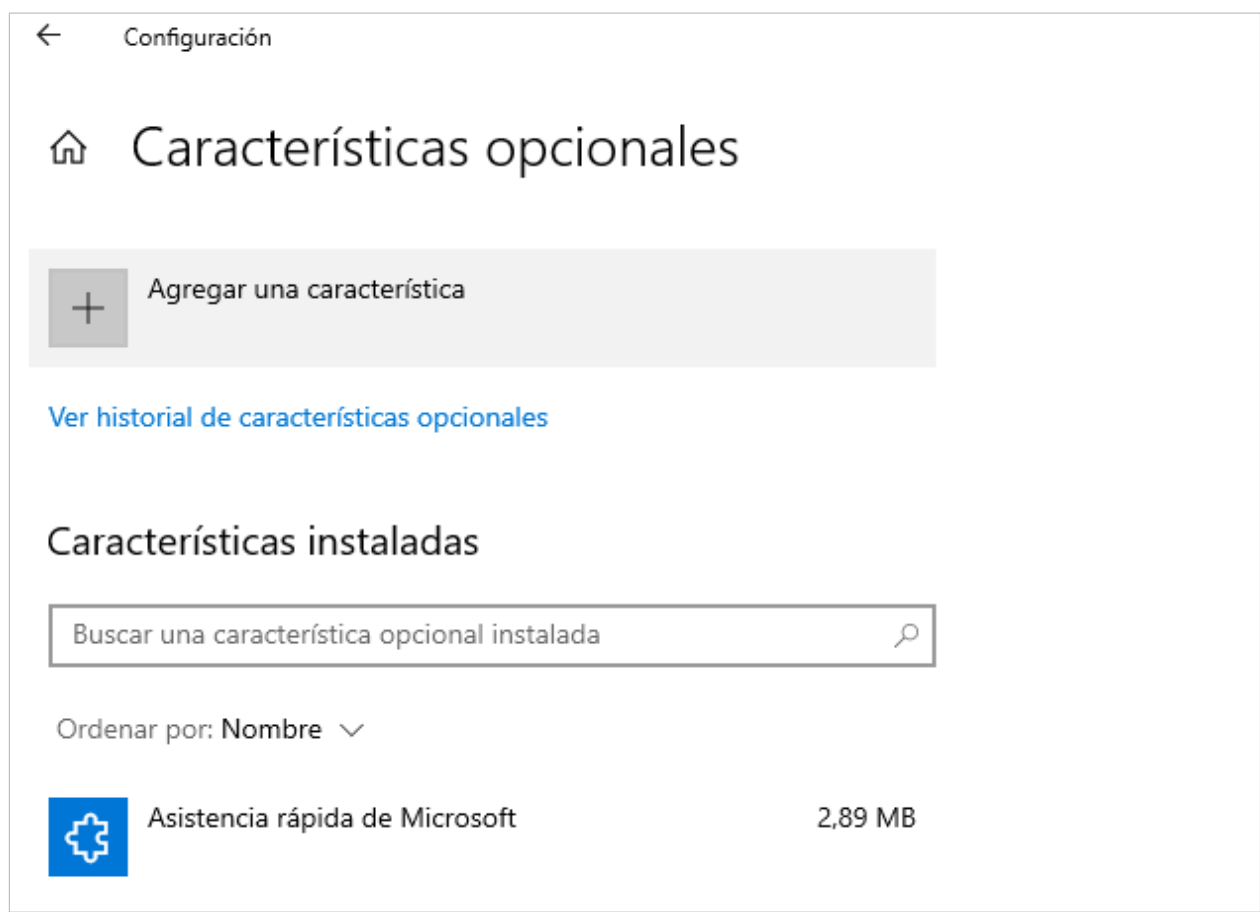 Configuración
Características opcionales
Agregar una característica
Ver historial de características opcionales
Características instaladas
Buscar una característica opcional instalada
Ordenar por: Nombre
Asistencia rápida de Microsoft 2,89 MB